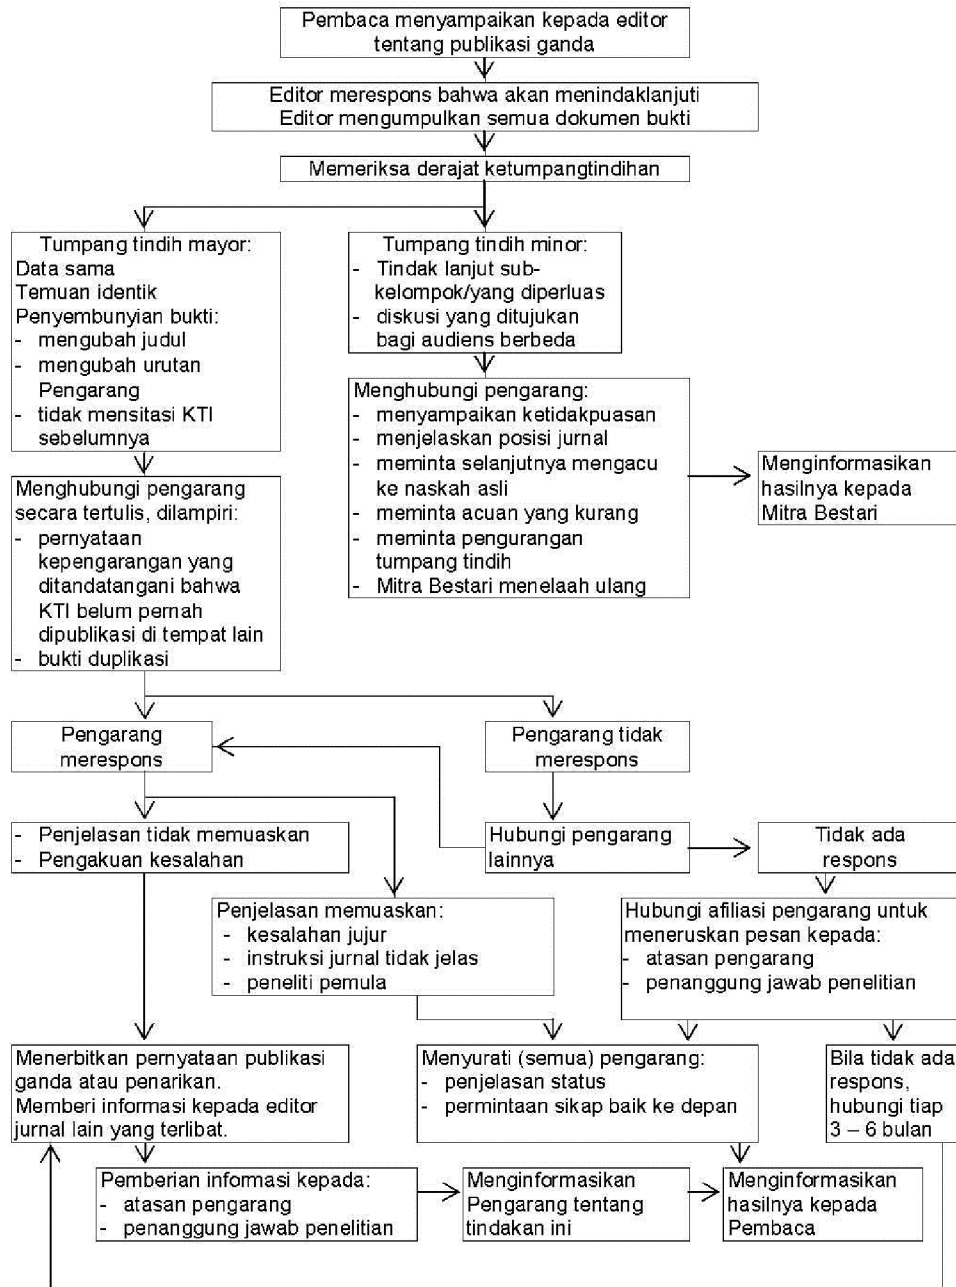 Pembaca menyampaikan kepada editor
tentang publikasi ganda
Editor merespons bahwa akan menindaklanjuti
Editor mengumpulkan semua dokumen bukti
Memeriksa derajat ketumpangtindihan
Tumpang tindih mayor:
Data sama
Temuan identik
Penyembunyian bukti:
- mengubah judul
- mengubah urutan
Pengarang
- tidak mensitasi KTI
sebelumnya
Tumpang tindih minor:
- Tindak lanjut sub-
kelompok/yang diperluas
- diskusi yang ditujukan
bagi audiens berbeda
Menghubungi pengarang:
- menyampaikan ketidakpuasan
- menjelaskan posisi jurnal
- meminta selanjutnya mengacu
ke naskah asli
- meminta acuan yang kurang
- meminta pengurangan
tumpang tindih
- Mitra Bestari menelaah ulang
Menginformasikan
hasilnya kepada
Mitra Bestari
Menghubungi pengarang
secara tertulis, dilampiri:
- pernyataan
kepengarangan yang
ditandatangani bahwa
KTI belum pernah
dipublikasi di tempat lain
- bukti duplikasi
Pengarang
merespons
Pengarang tidak
merespons
- Penjelasan tidak memuaskan
- Pengakuan kesalahan
Hubungi pengarang
lainnya
Tidak ada
respons
Penjelasan memuaskan:
- kesalahan jujur
- instruksi jurnal tidak jelas
- peneliti pemula
Hubungi afiliasi pengarang untuk
meneruskan pesan kepada:
- atasan pengarang
- penanggung jawab penelitian
Menerbitkan pernyataan publikasi
ganda atau penarikan.
Memberi informasi kepada editor
jurnal lain yang terlibat.
Menyurati (semua) pengarang:
- penjelasan status
- permintaan sikap baik ke depan
Bila tidak ada
respons,
hubungi tiap
3 – 6 bulan
Pemberian informasi kepada:
- atasan pengarang
- penanggung jawab penelitian
Menginformasikan
Pengarang tentang
tindakan ini
Menginformasikan
hasilnya kepada
Pembaca